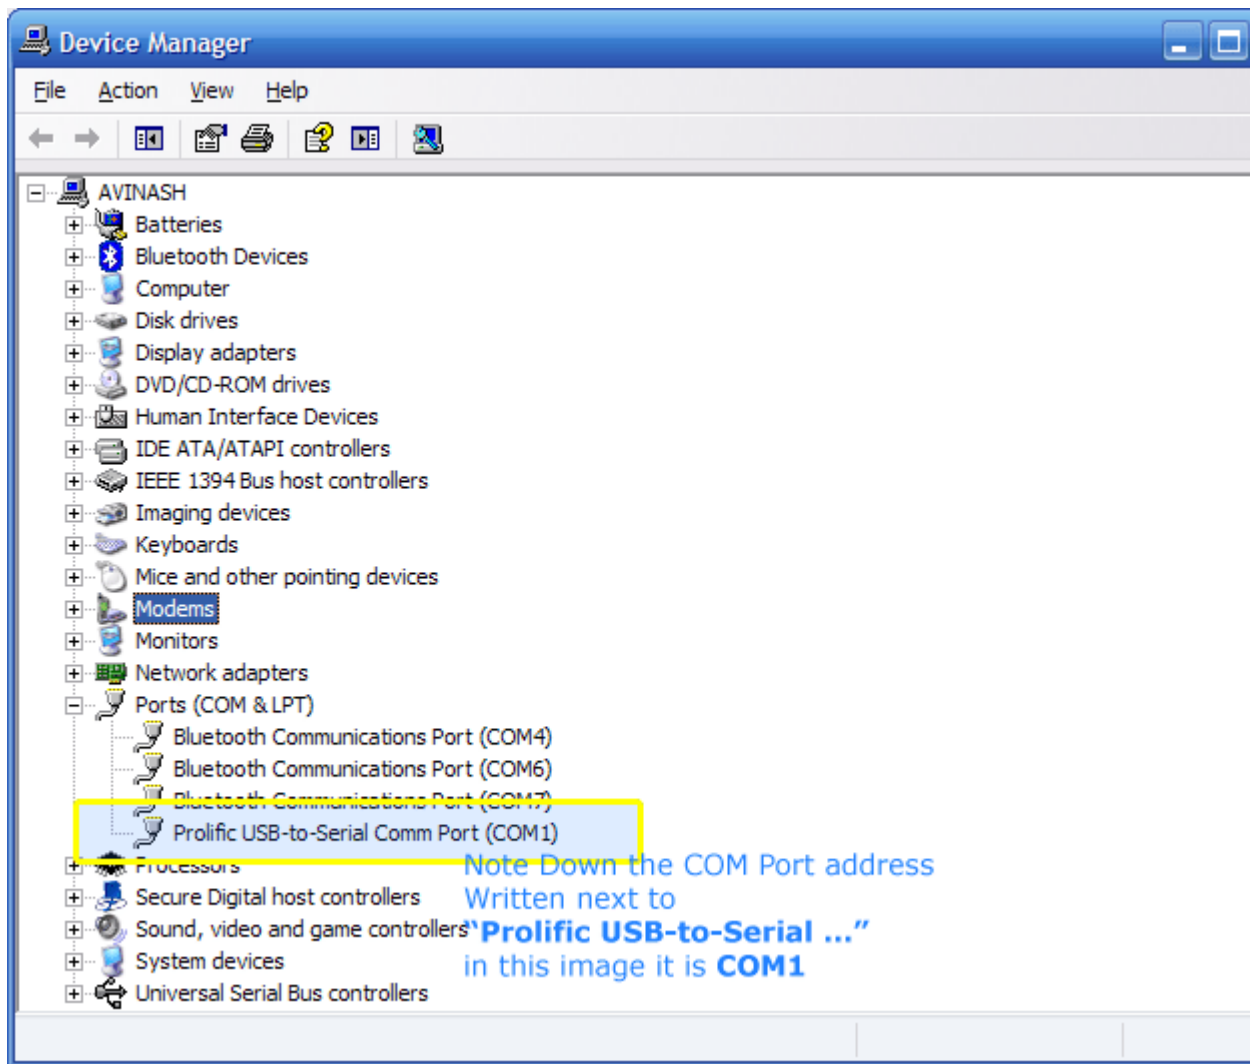 Device Manager
File Action View Help
AVINASH
Batteries
Bluetooth Devices
Computer
Disk drives
Display adapters
DVD/CD-ROM drives
Human Interface Devices
IDE ATA/ATAPI controllers
IEEE 1394 Bus host controllers
Imaging devices
Keyboards
Mice and other pointing devices
Modems
Monitors
Network adapters
Ports (COM & LPT)
Bluetooth Communications Port (COM4)
Bluetooth Communications Port (COM6)
Bluetooth Communications Port (COM7)
Prolific USB-to-Serial Comm Port (COM1)
Processors
Secure Digital host controllers
Sound, video and game controllers
System devices
Universal Serial Bus controllers
Note Down the COM Port address
Written next to
“Prolific USB-to-Serial ...”
in this image it is COM1